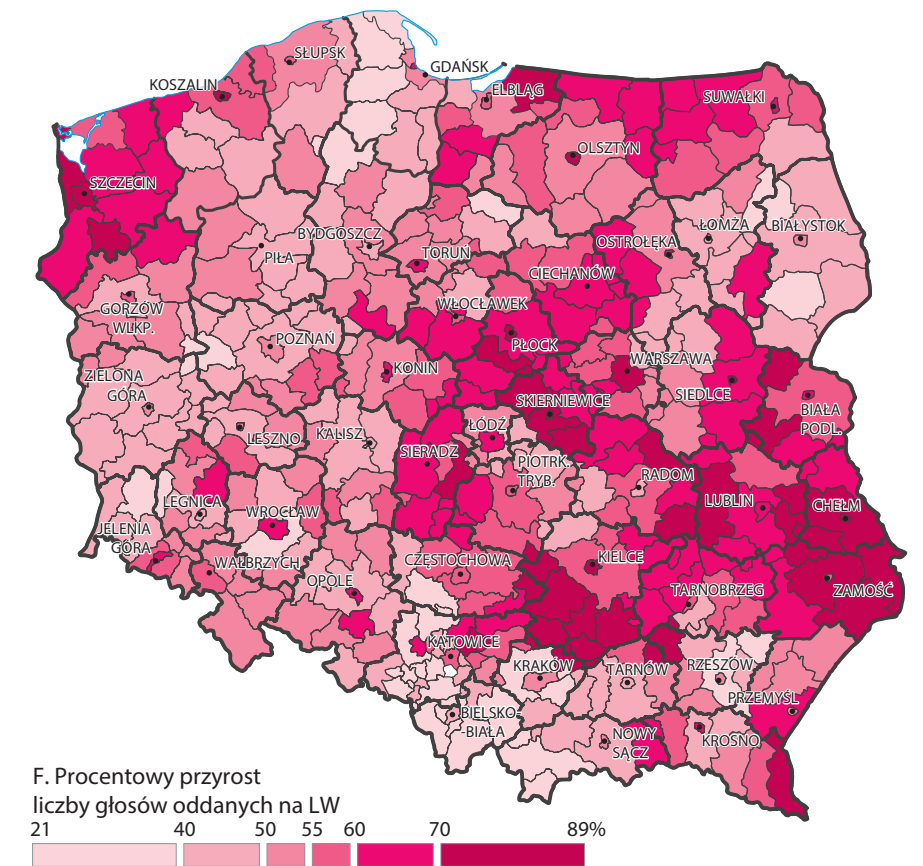 SŁUPSK
GDAŃSK
KOSZALIN
ELBLĄG
SUWAŁKI
OLSZTYN
SZCZECIN
ŁOMŻA
BIAŁYSTOK
BYDGOSZCZ
OSTROŁĘKA
PIŁA
TORUŃ
CIECHANÓW
GORZÓW
WLKP.
WŁOCŁAWEK
POZNAŃ
PŁOCK
WARSZAWA
ZIELONA
GÓRA
KONIN
SIEDLCE
SKIERNIEWICE
BIAŁA
PODL.
LESZNO
KALISZ
ŁÓDŹ
SIERADZ
PIOTRK.
TRYB.
RADOM
LEGNICA
WROCŁAW
LUBLIN
CHEŁM
JELENIA
GÓRA
WAŁBRZYCH
CZĘSTOCHOWA
KIELCE
OPOLE
TARNOBRZEG
ZAMOŚĆ
KATOWICE
KRAKÓW
TARNÓW
RZESZÓW
PRZEMYŚL
BIELSKO-
-BIAŁA
NOWY
SĄCZ
KROSNO
F. Procentowy przyrost
liczby głosów oddanych na LW
21 40 50 55 60 70 89%